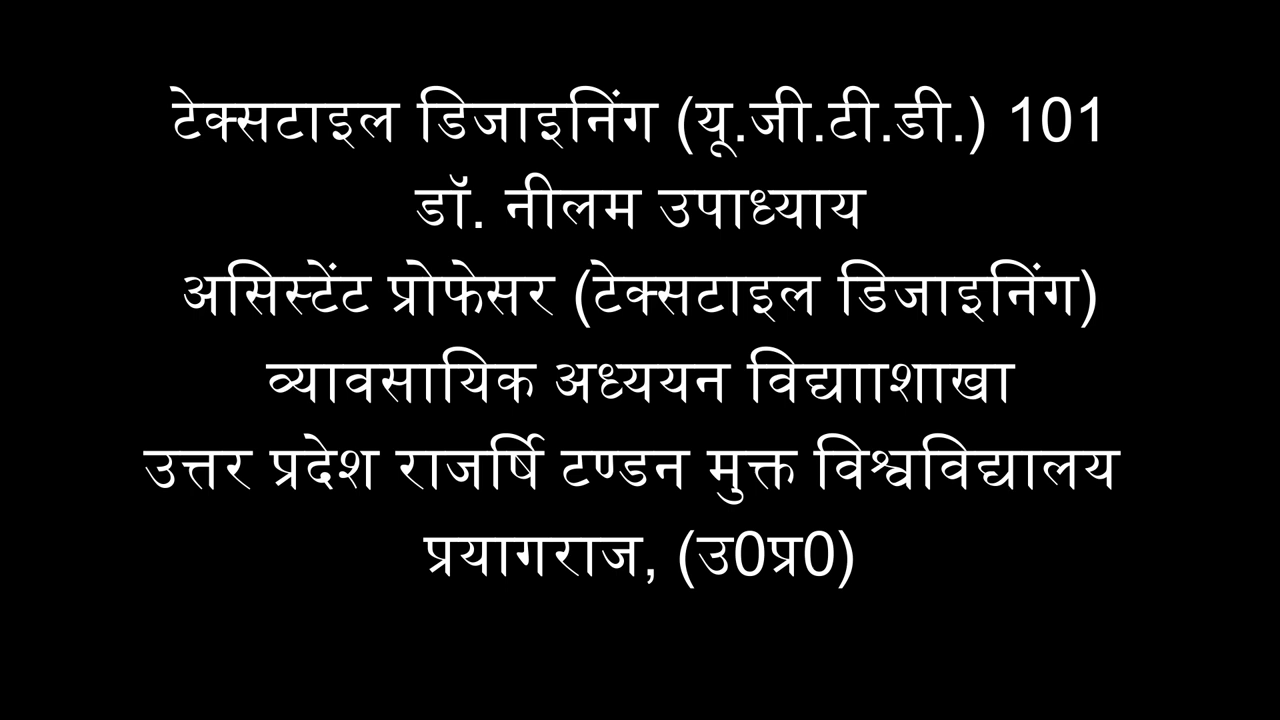 टेक्सटाइल डिजाइनिंग (यू.जी.टी.डी.) 101
डॉ. नीलम उपाध्याय
असिस्टेंट प्रोफेसर (टेक्सटाइल डिजाइनिंग)
व्यावसायिक अध्ययन विद्यााशाखा
उत्तर प्रदेश राजर्षि टण्डन मुक्त विश्वविद्यालय
प्रयागराज, (उ0प्र0)